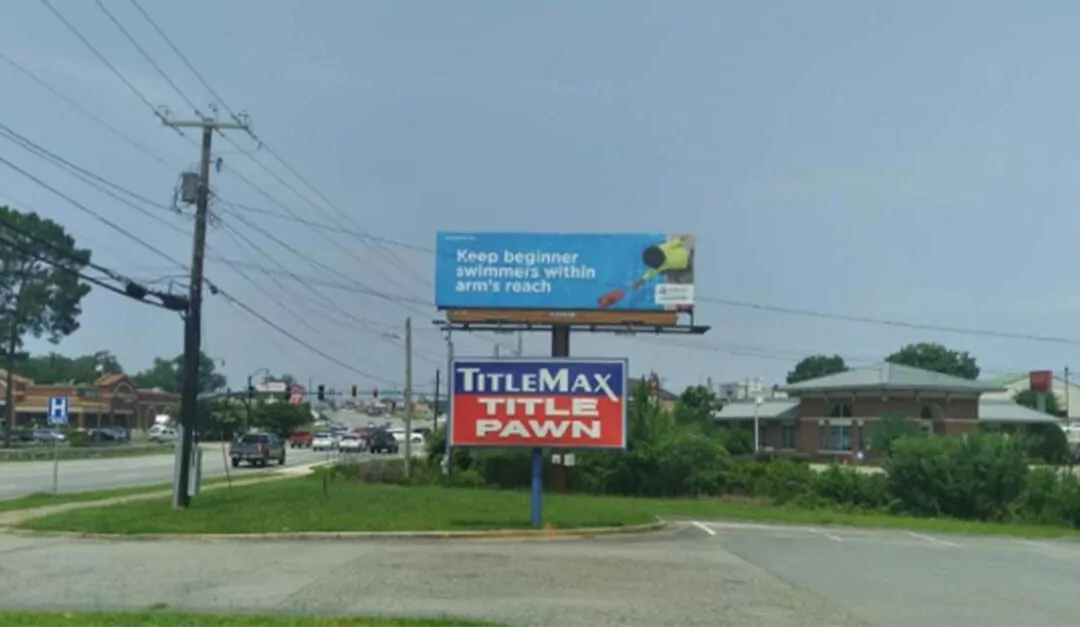 Keep beginner
swimmers within
arm's reach
TITLEMAX
TITLE
PAWN
H